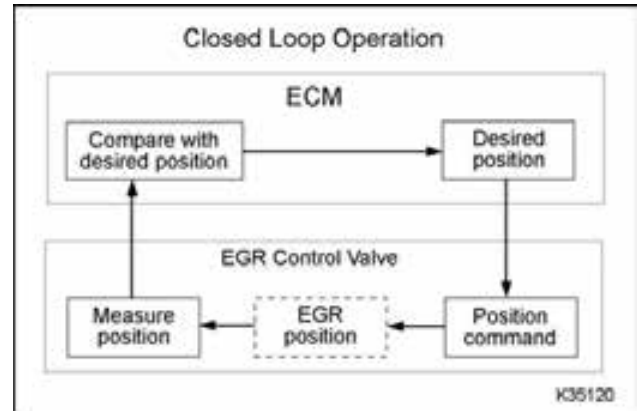 Closed Loop Operation
ECM
Compare with
desired position
Desired
position
EGR Control Valve
Measure
position
EGR
position
Position
command
K35120